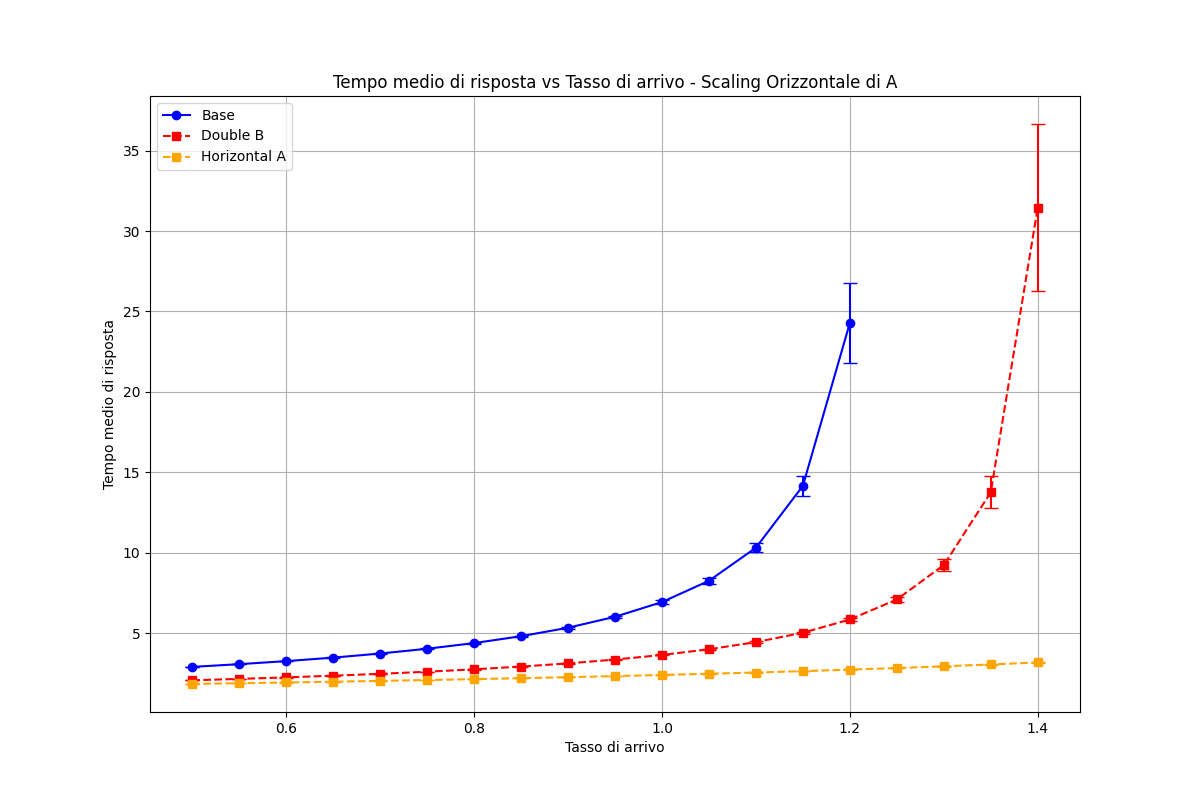 Tempo medio di risposta vs Tasso di arrivo - Scaling Orizzontale di A
Base
Double B
Horizontal A
Tempo medio di risposta
35
30
25
20
15
10
5
0.6
0.8
1.0
1.2
1.4
Tasso di arrivo